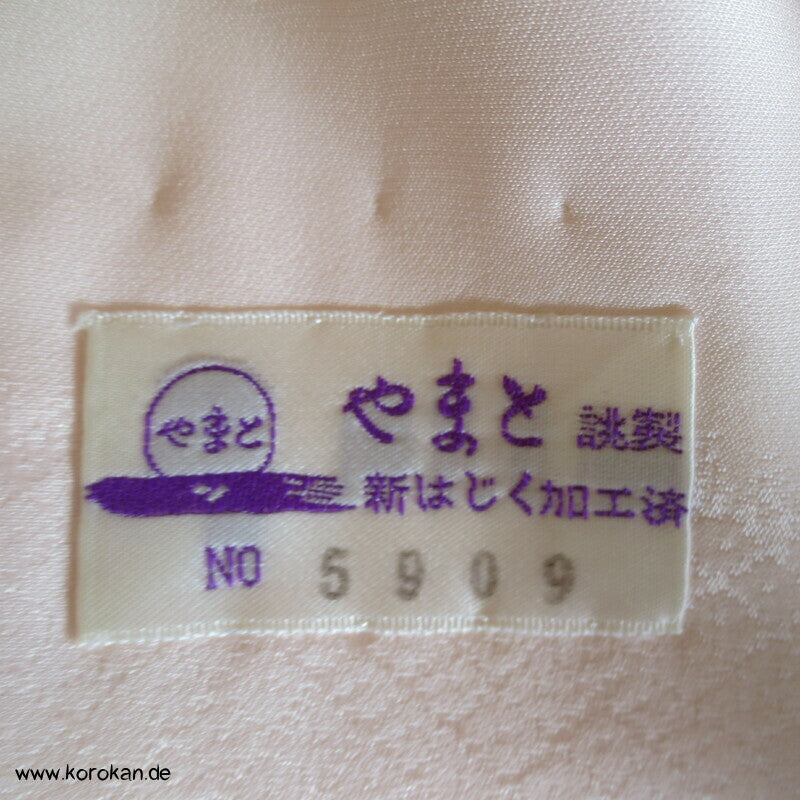 やまと
やまと 誂製
新はじく加工済
NO 5909
www.korokan.de